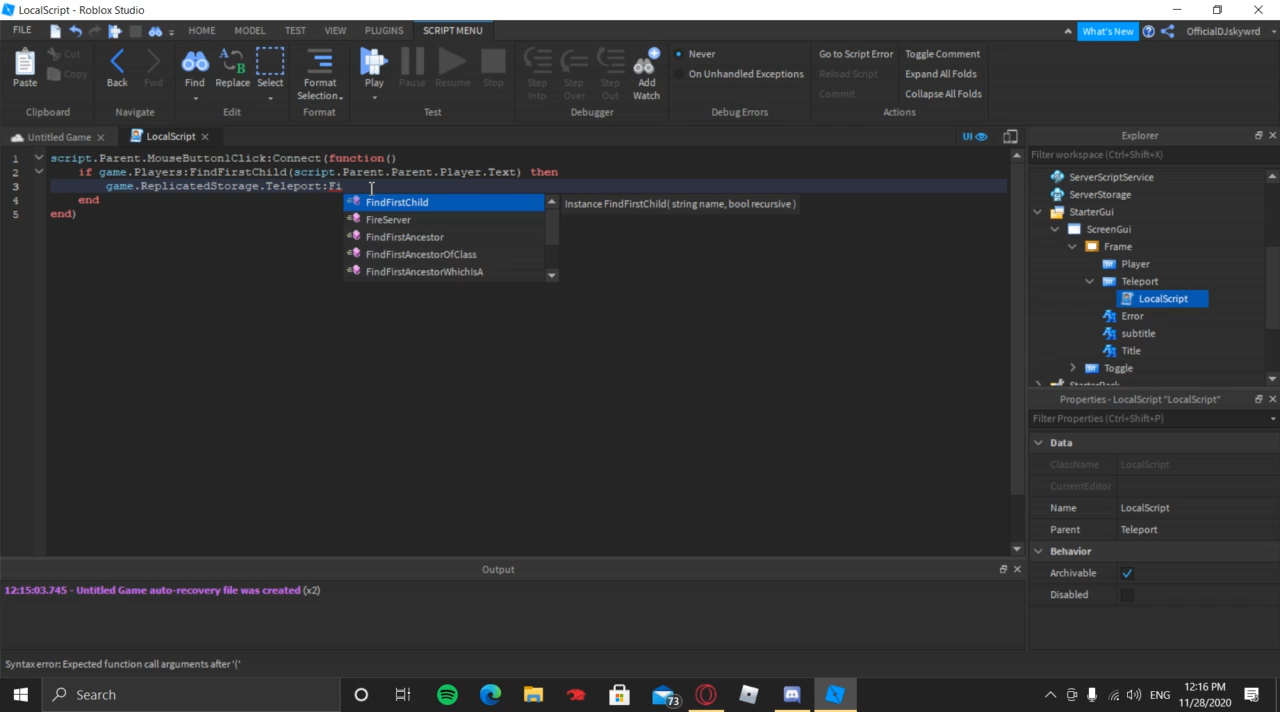 LocalScript - Roblox Studio
FILE HOME MODEL TEST VIEW PLUGINS SCRIPT MENU What's New OfficialDJskywrd
Paste Cut Copy Back Fwd Find Replace Select Format Selection Play Pause Resume Stop Step Into Step Over Step Out Add Watch
Never
On Unhandled Exceptions
Go to Script Error Toggle Comment
Reload Script Expand All Folds
Commit Collapse All Folds
Clipboard Navigate Edit Format Test Debugger Debug Errors Actions
Untitled Game LocalScript UI
1 script.Parent.MouseButton1Click:Connect(function()
2 if game.Players:FindFirstChild(script.Parent.Parent.Player.Text) then
3 game.ReplicatedStorage.Teleport:Fi
4 end
5 end)
FindFirstChild Instance FindFirstChild( string name, bool recursive )
FireServer
FindFirstAncestor
FindFirstAncestorOfClass
FindFirstAncestorWhichIsA
Explorer
Filter workspace (Ctrl+Shift+X)
ServerScriptService
ServerStorage
StarterGui
ScreenGui
Frame
Player
Teleport
LocalScript
Error
subtitle
Title
Toggle
StarterPack
Properties - LocalScript "LocalScript"
Filter Properties (Ctrl+Shift+P)
Data
ClassName LocalScript
CurrentEditor
Name LocalScript
Parent Teleport
Behavior
Archivable
Disabled
Output
12:15:03.745 - Untitled Game auto-recovery file was created (x2)
Syntax error: Expected function call arguments after '('
Search 73 ENG 12:16 PM
11/28/2020